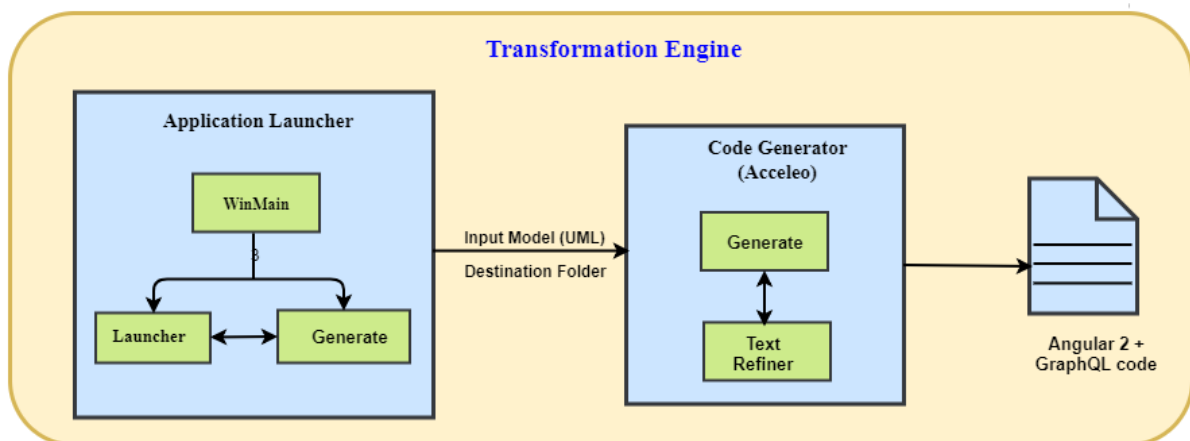 Transformation Engine
Application Launcher
WinMain
3
Launcher
Generate
Input Model (UML)
Destination Folder
Code Generator
(Acceleo)
Generate
Text
Refiner
Angular 2 +
GraphQL code